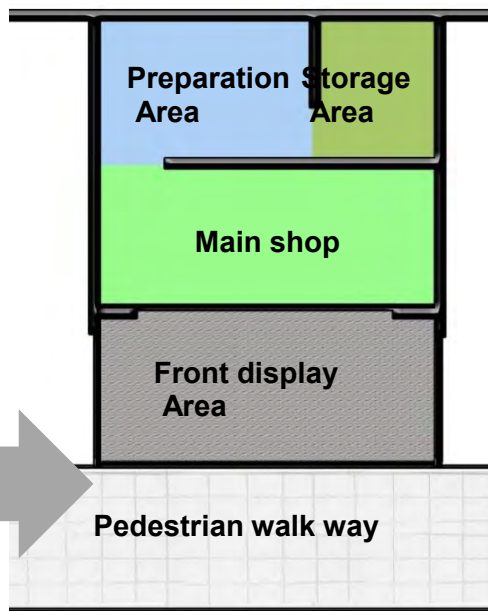 Preparation Storage
Area Area
Main shop
Front display
Area
Pedestrian walk way